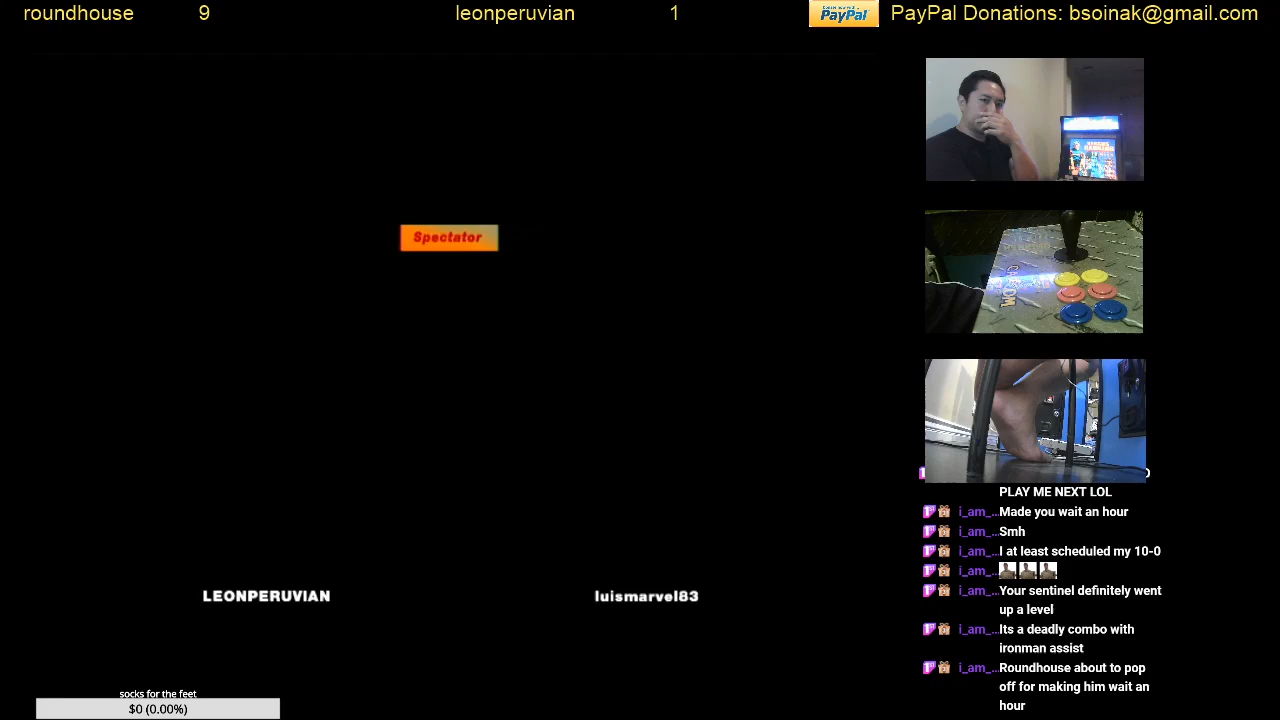 roundhouse 9 leonperuvian 1 PayPal PayPal Donations: bsoinak@gmail.com
Spectator
CAPCOM
LEONPERUVIAN luismarvel83
PLAY ME NEXT LOL
i_am_... Made you wait an hour
i_am_... Smh
i_am_... I at least scheduled my 10-0
i_am_...
i_am_... Your sentinel definitely went
up a level
i_am_... Its a deadly combo with
ironman assist
i_am_... Roundhouse about to pop
off for making him wait an
hour
socks for the feet
$0 (0.00%)